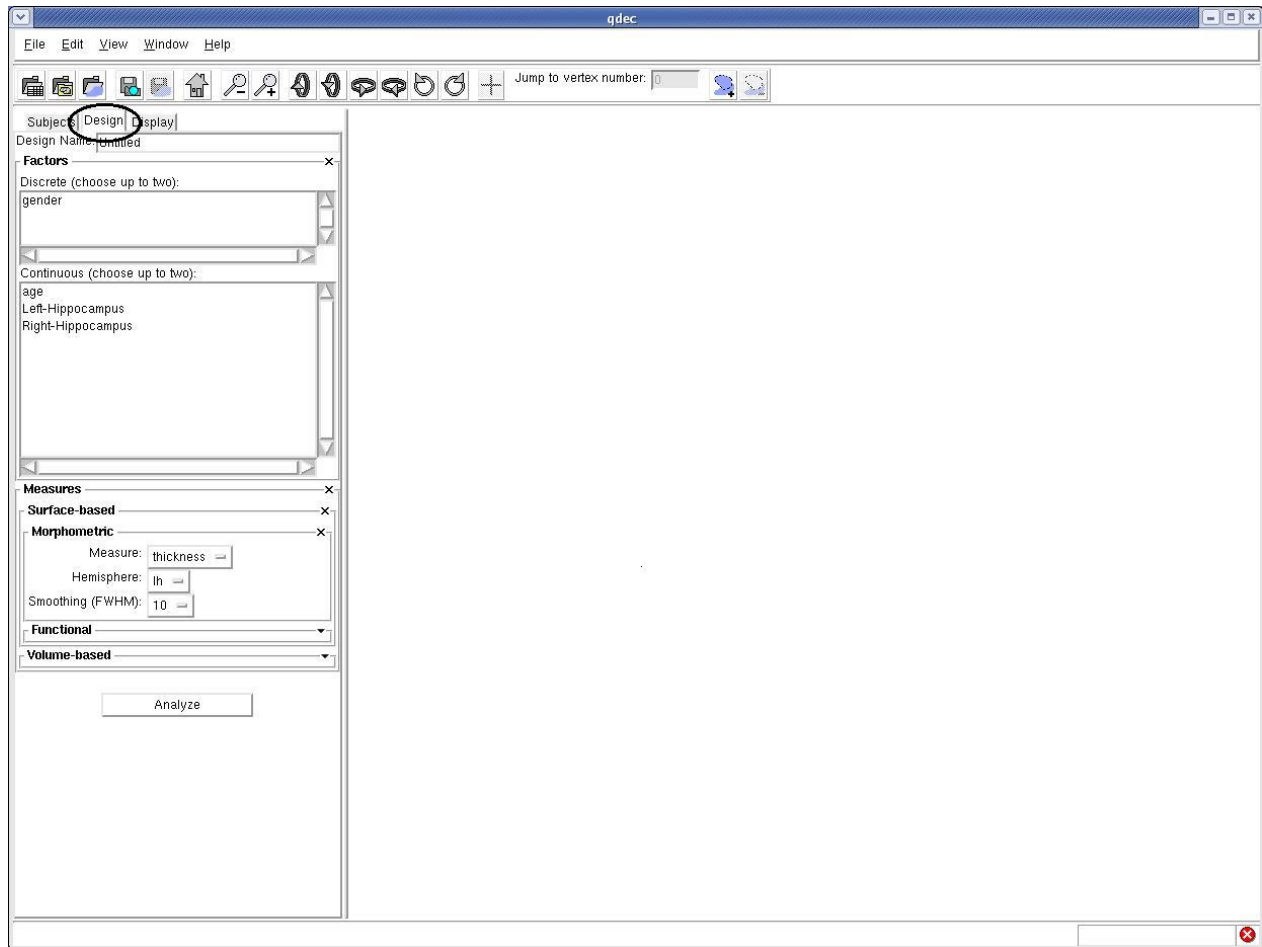 qdec
File Edit View Window Help
Jump to vertex number: 0
Subjects Design Display
Design Name: Untitled
Factors
Discrete (choose up to two):
gender
Continuous (choose up to two):
age
Left-Hippocampus
Right-Hippocampus
Measures
Surface-based
Morphometric
Measure: thickness
Hemisphere: lh
Smoothing (FWHM): 10
Functional
Volume-based
Analyze